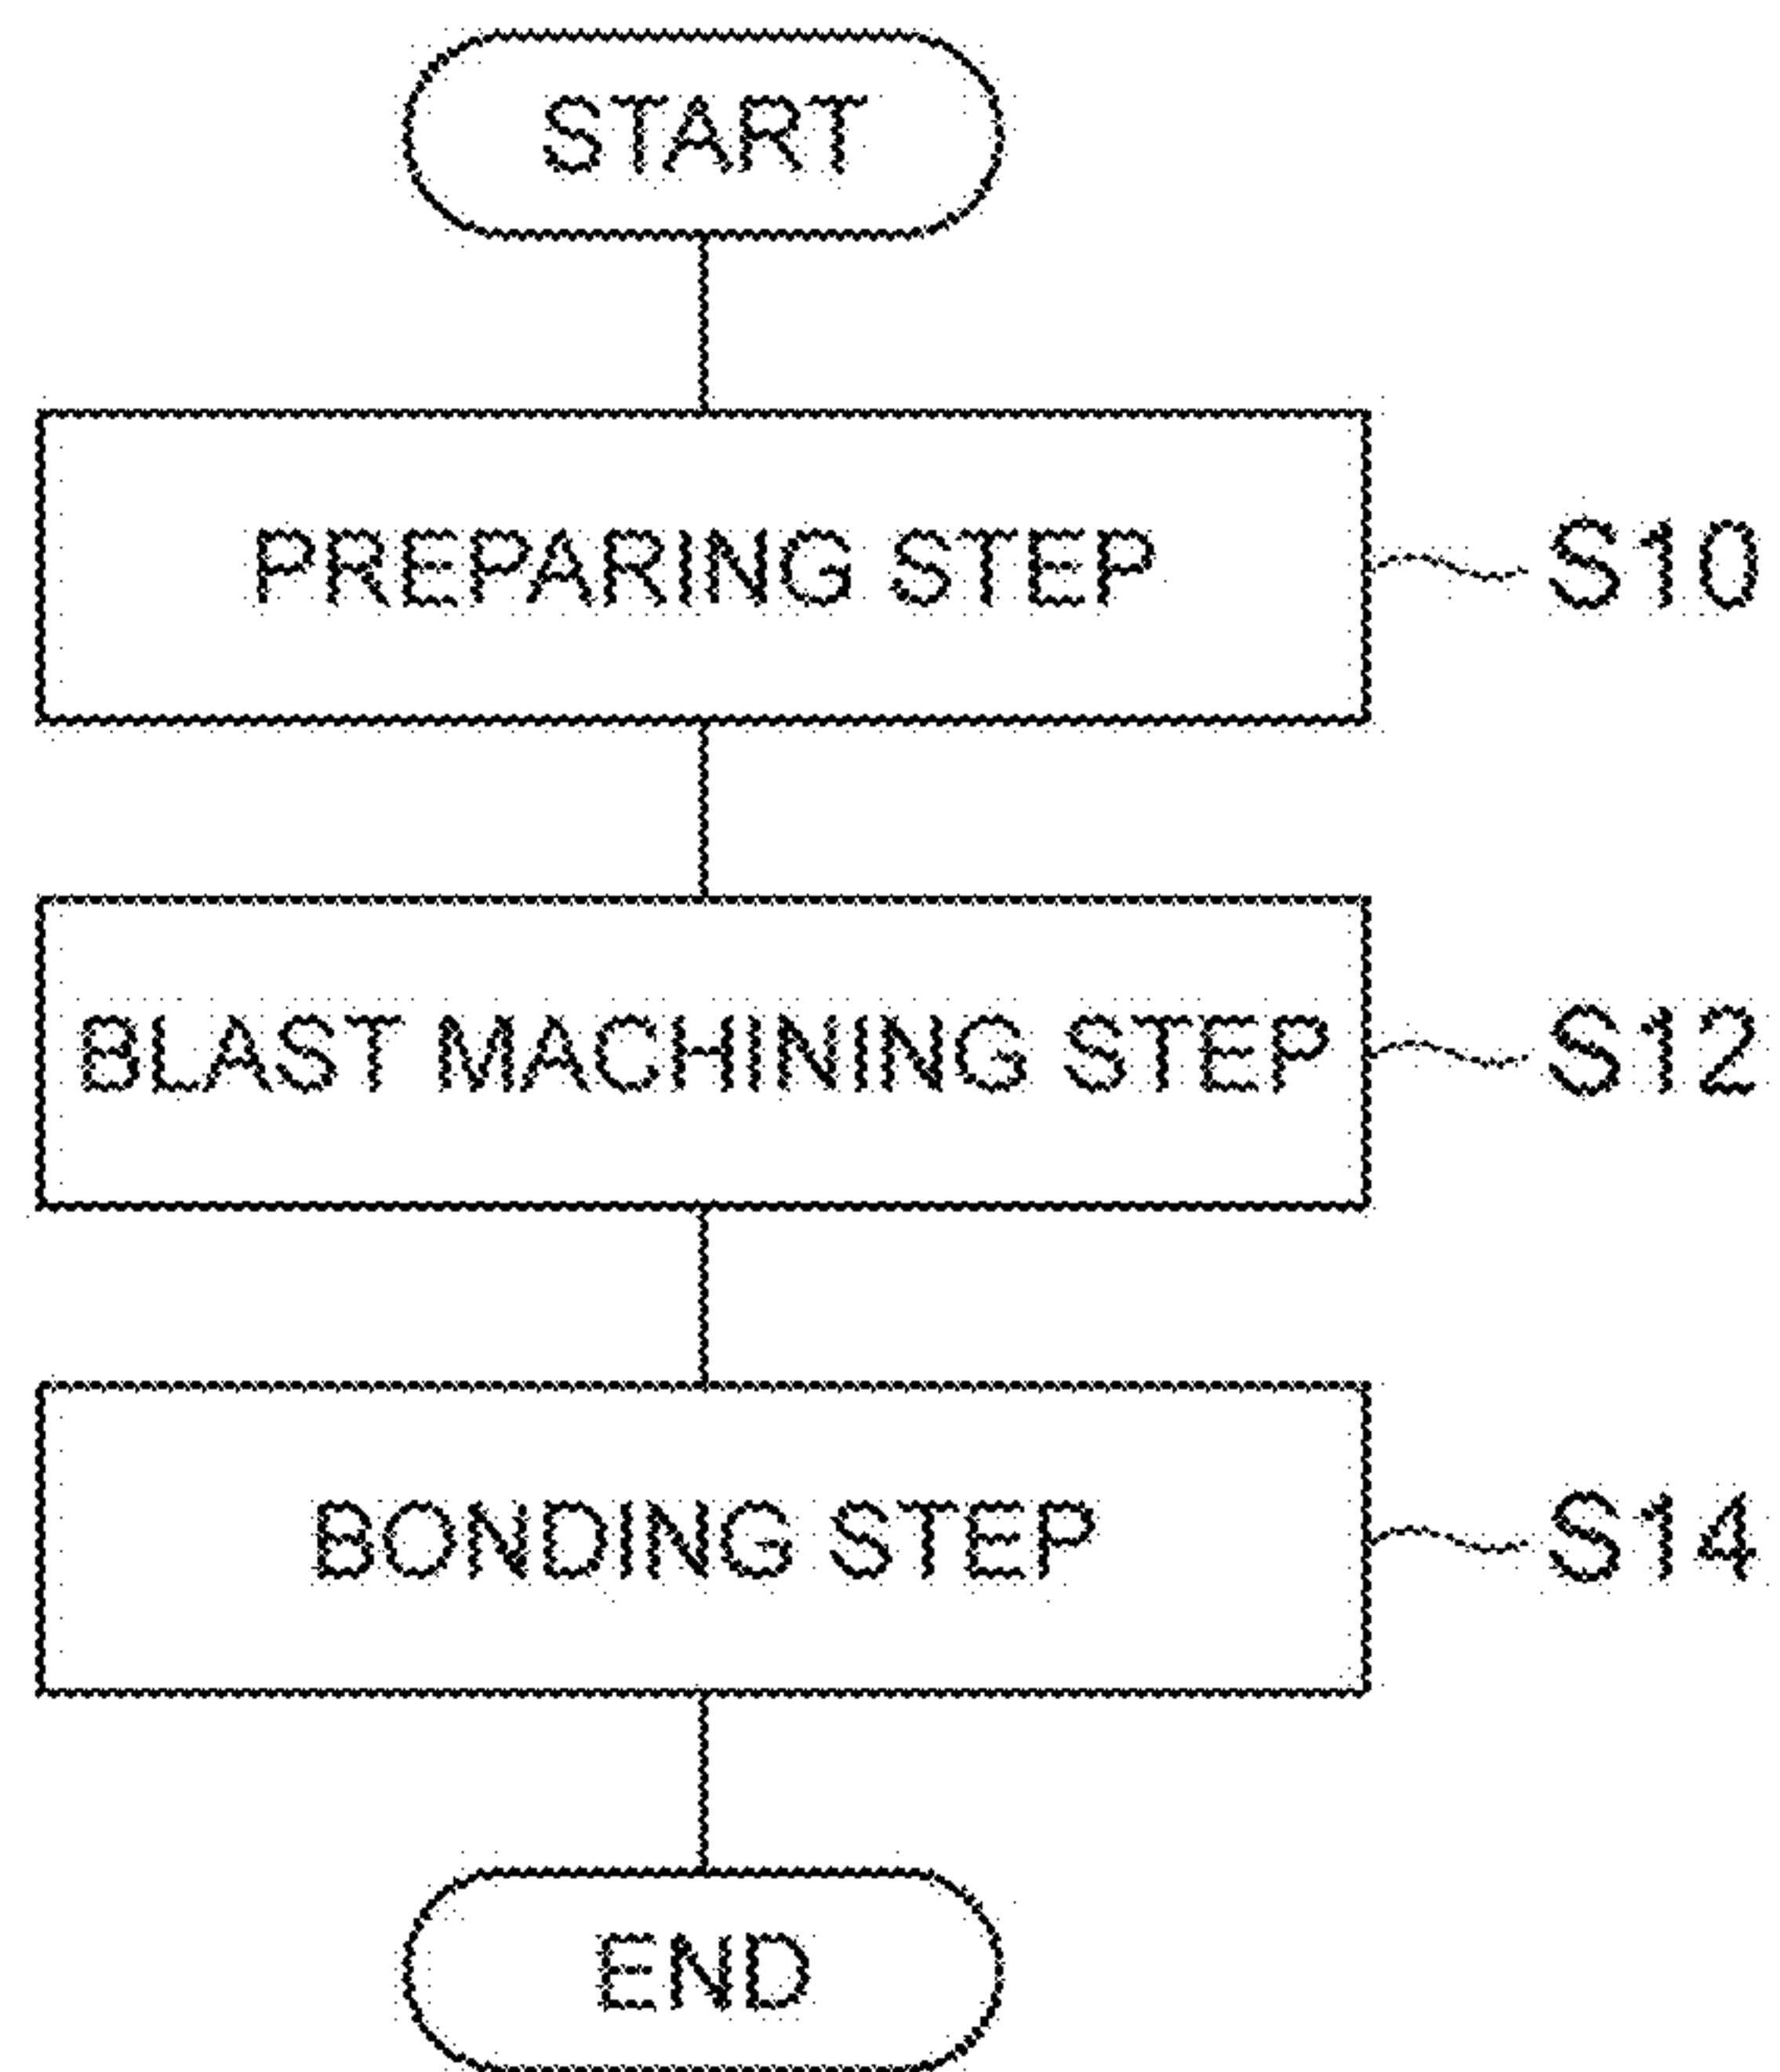 START
PREPARING STEP S10
BLAST MACHINING STEP S12
BONDING STEP S14
END